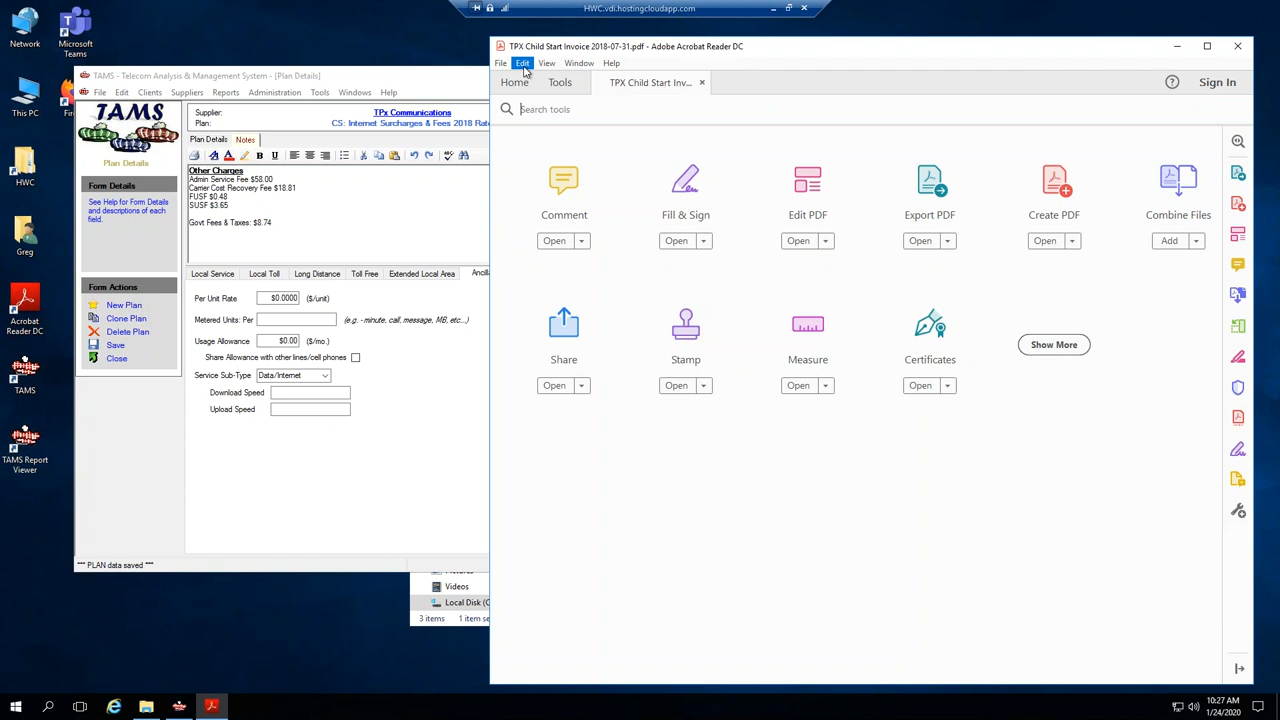 HWC.vdi.hostingcloudapp.com
Network
Microsoft
Teams
This PC
HWC
Greg
Acrobat
Reader DC
TAMS
TAMS Report
Viewer
TAMS - Telecom Analysis & Management System - [Plan Details]
File Edit Clients Suppliers Reports Administration Tools Windows Help
TAMS
Plan Details
Form Details
See Help for Form Details
and descriptions of each
field.
Form Actions
New Plan
Clone Plan
Delete Plan
Save
Close
Supplier: TPx Communications
Plan: CS: Internet Surcharges & Fees 2018 Rat
Plan Details Notes
Other Charges
Admin Service Fee $58.00
Carrier Cost Recovery Fee $18.81
FUSF $0.48
SUSF $3.65
Govt Fees & Taxes: $8.74
Local Service Local Toll Long Distance Toll Free Extended Local Area Ancill
Per Unit Rate $0.0000 ($/unit)
Metered Units: Per (e.g. - minute, call, message, MB, etc...)
Usage Allowance $0.00 ($/mo.)
Share Allowance with other lines/cell phones
Service Sub-Type Data/Internet
Download Speed
Upload Speed
*** PLAN data saved ***
Videos
Local Disk (C
3 items 1 item se
TPX Child Start Invoice 2018-07-31.pdf - Adobe Acrobat Reader DC
File Edit View Window Help
Home Tools TPX Child Start Inv... Sign In
Search tools
Comment Fill & Sign Edit PDF Export PDF Create PDF Combine Files
Open Open Open Open Open Add
Share Stamp Measure Certificates Show More
Open Open Open Open
10:27 AM
1/24/2020